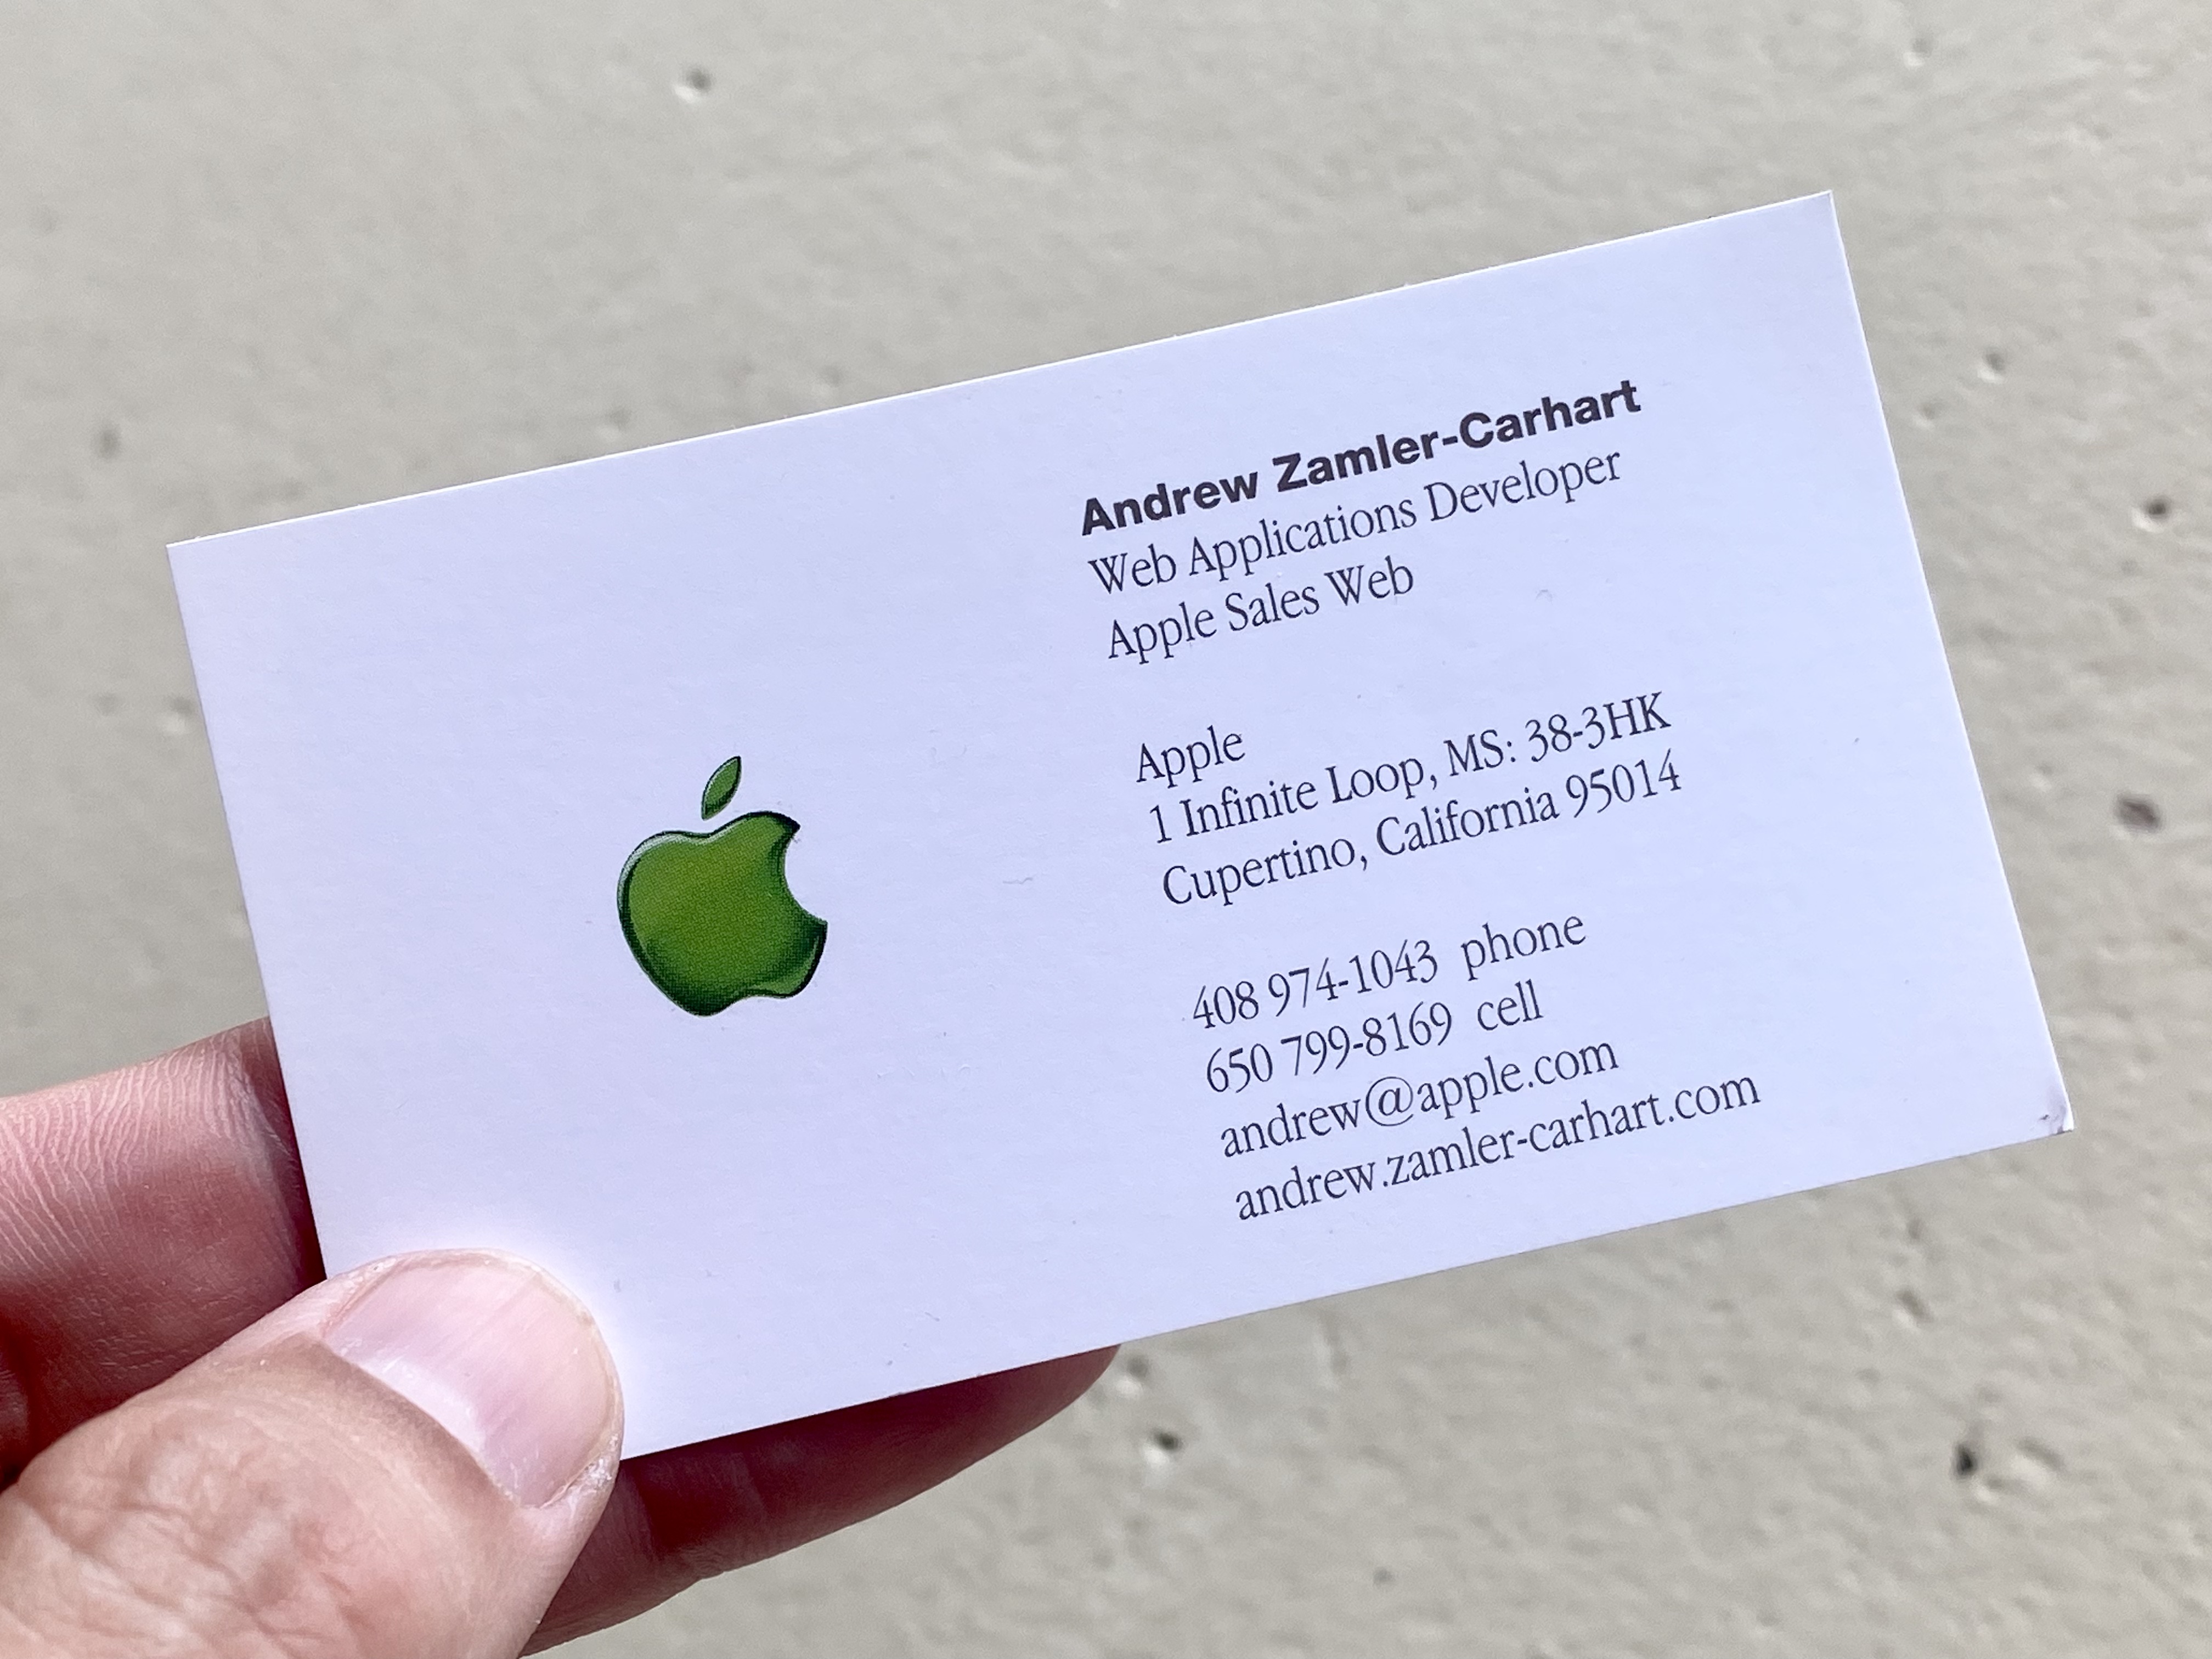 Andrew Zamler-Carhart
Web Applications Developer
Apple Sales Web
Apple
1 Infinite Loop, MS: 38-3HK
Cupertino, California 95014
408 974-1043 phone
650 799-8169 cell
andrew@apple.com
andrew.zamler-carhart.com